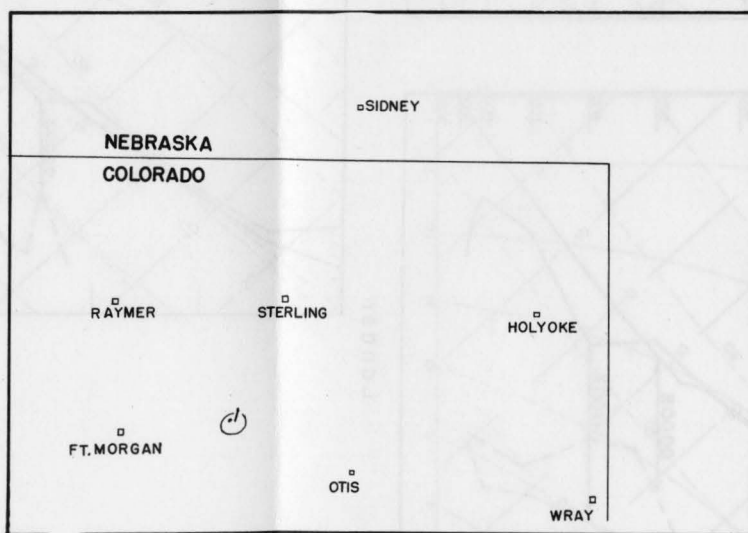 SIDNEY
NEBRASKA
COLORADO
RAYMER
STERLING
HOLYOKE
FT. MORGAN
OTIS
WRAY